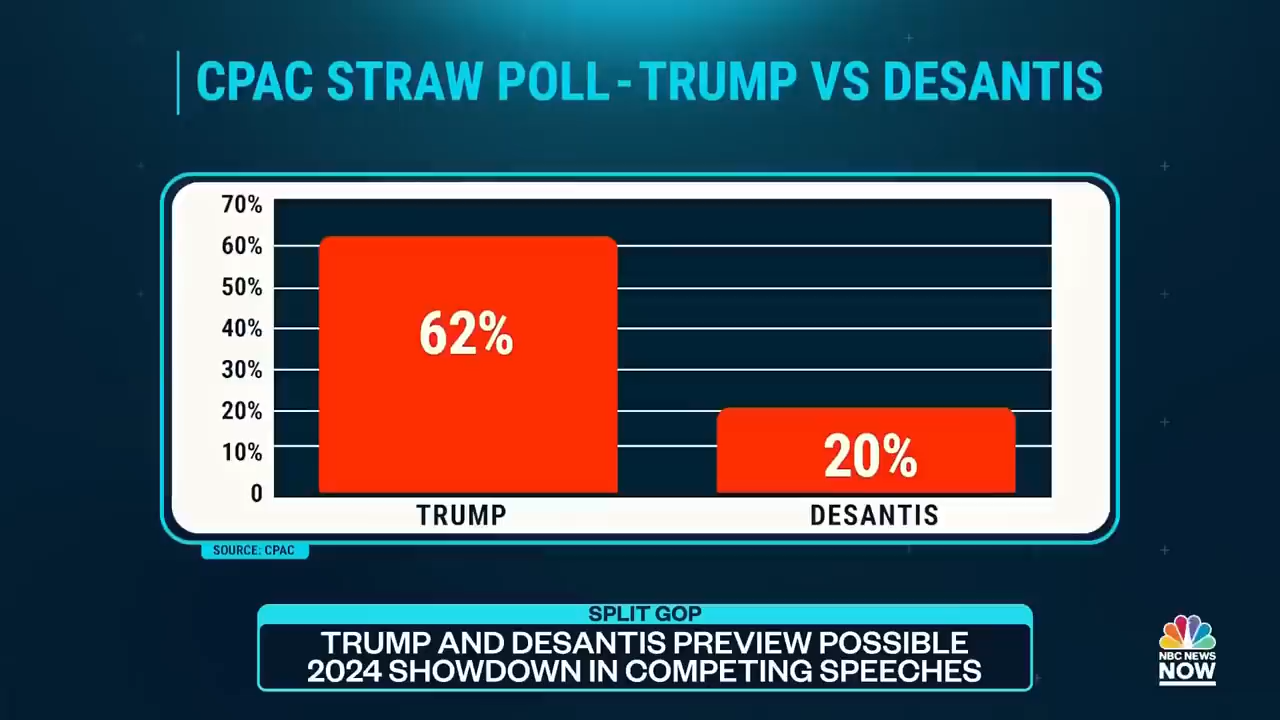 CPAC STRAW POLL - TRUMP VS DESANTIS
70%
60%
50%
40%
30%
20%
10%
0
62%
20%
TRUMP
DESANTIS
SOURCE: CPAC
SPLIT GOP
TRUMP AND DESANTIS PREVIEW POSSIBLE
2024 SHOWDOWN IN COMPETING SPEECHES
NBC NEWS
NOW